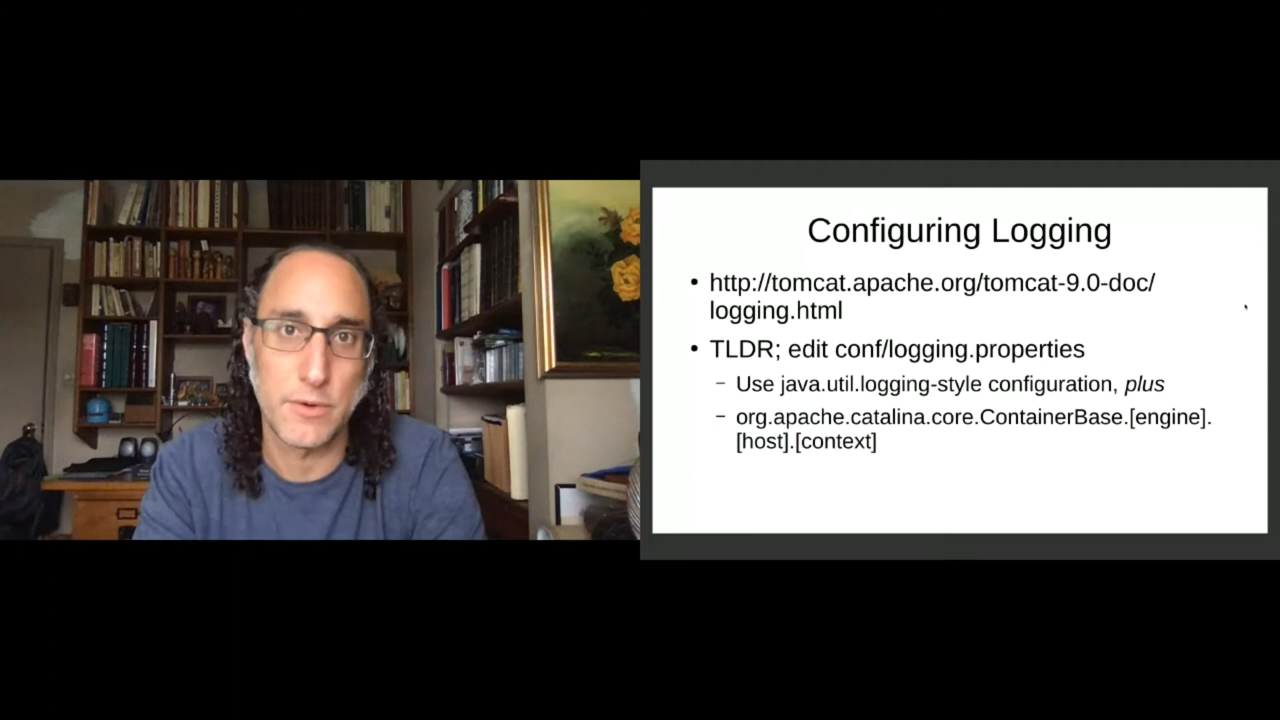 Configuring Logging
• http://tomcat.apache.org/tomcat-9.0-doc/
logging.html
• TLDR; edit conf/logging.properties
– Use java.util.logging-style configuration, plus
– org.apache.catalina.core.ContainerBase.[engine].
[host].[context]